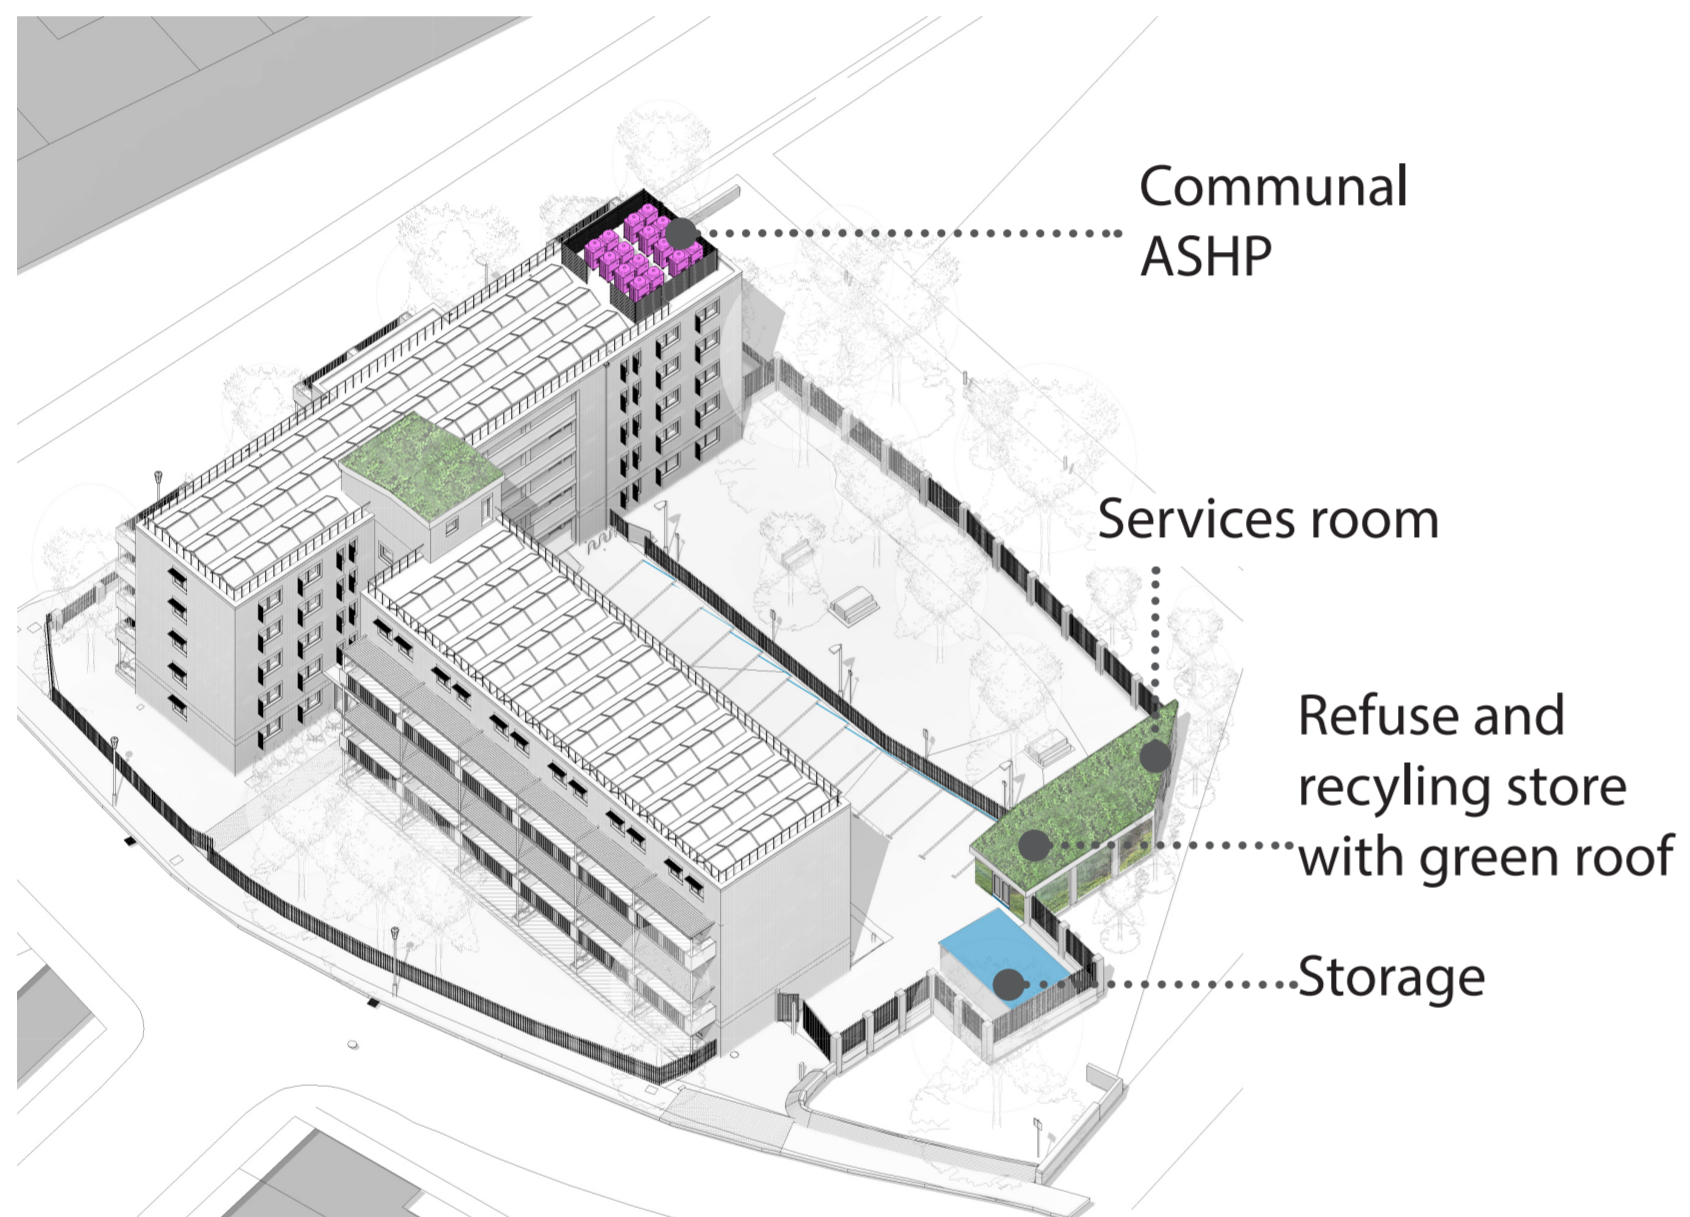 Communal
ASHP
Services room
Refuse and
recyling store
with green roof
Storage